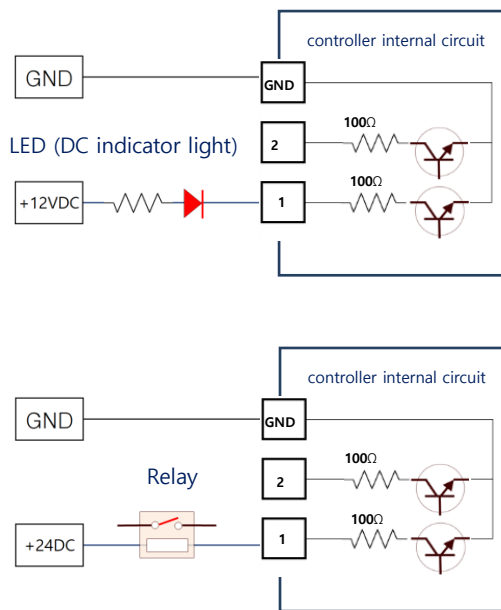 controller internal circuit
GND
GND
100Ω
LED (DC indicator light)
2
100Ω
+12VDC
1
controller internal circuit
GND
GND
100Ω
Relay
2
100Ω
+24DC
1